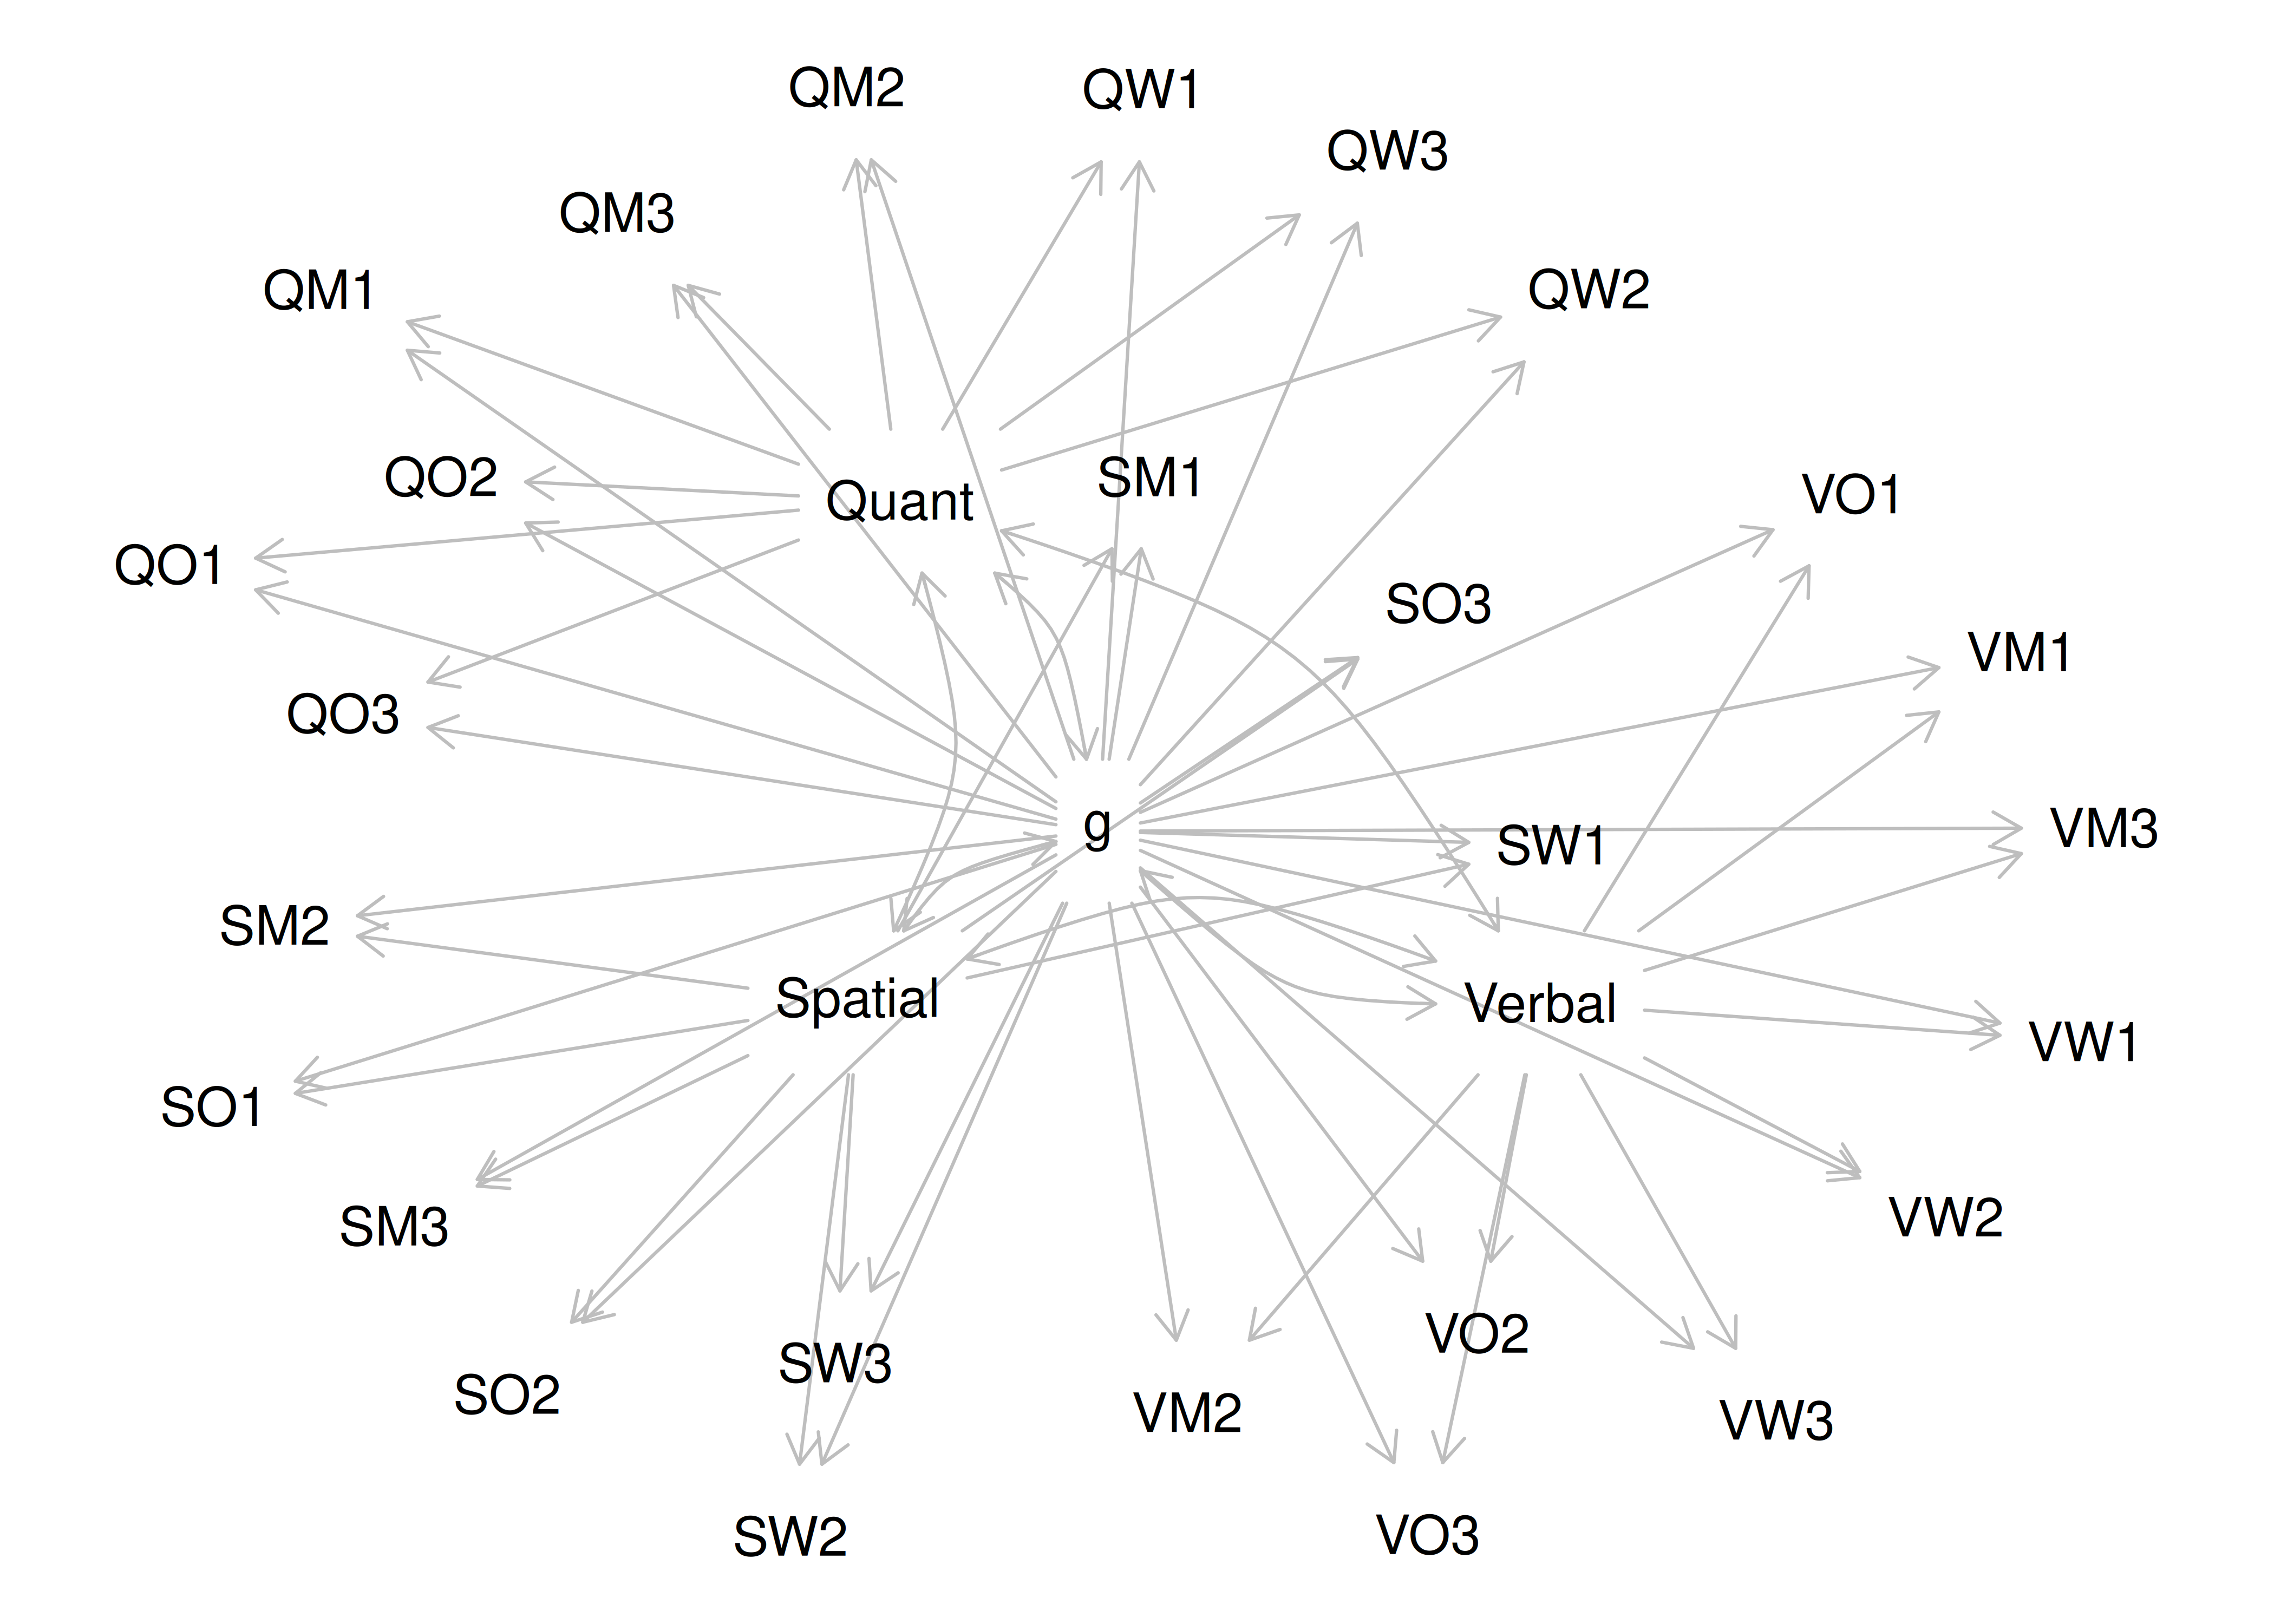 QM2
QW1
QW3
QM3
QM1
QW2
QO2
SM1
Quant
VO1
QO1
SO3
VM1
QO3
g
VM3
SW1
SM2
Spatial
Verbal
VW1
SO1
VW2
SM3
VO2
SW3
SO2
VM2
VW3
SW2
VO3